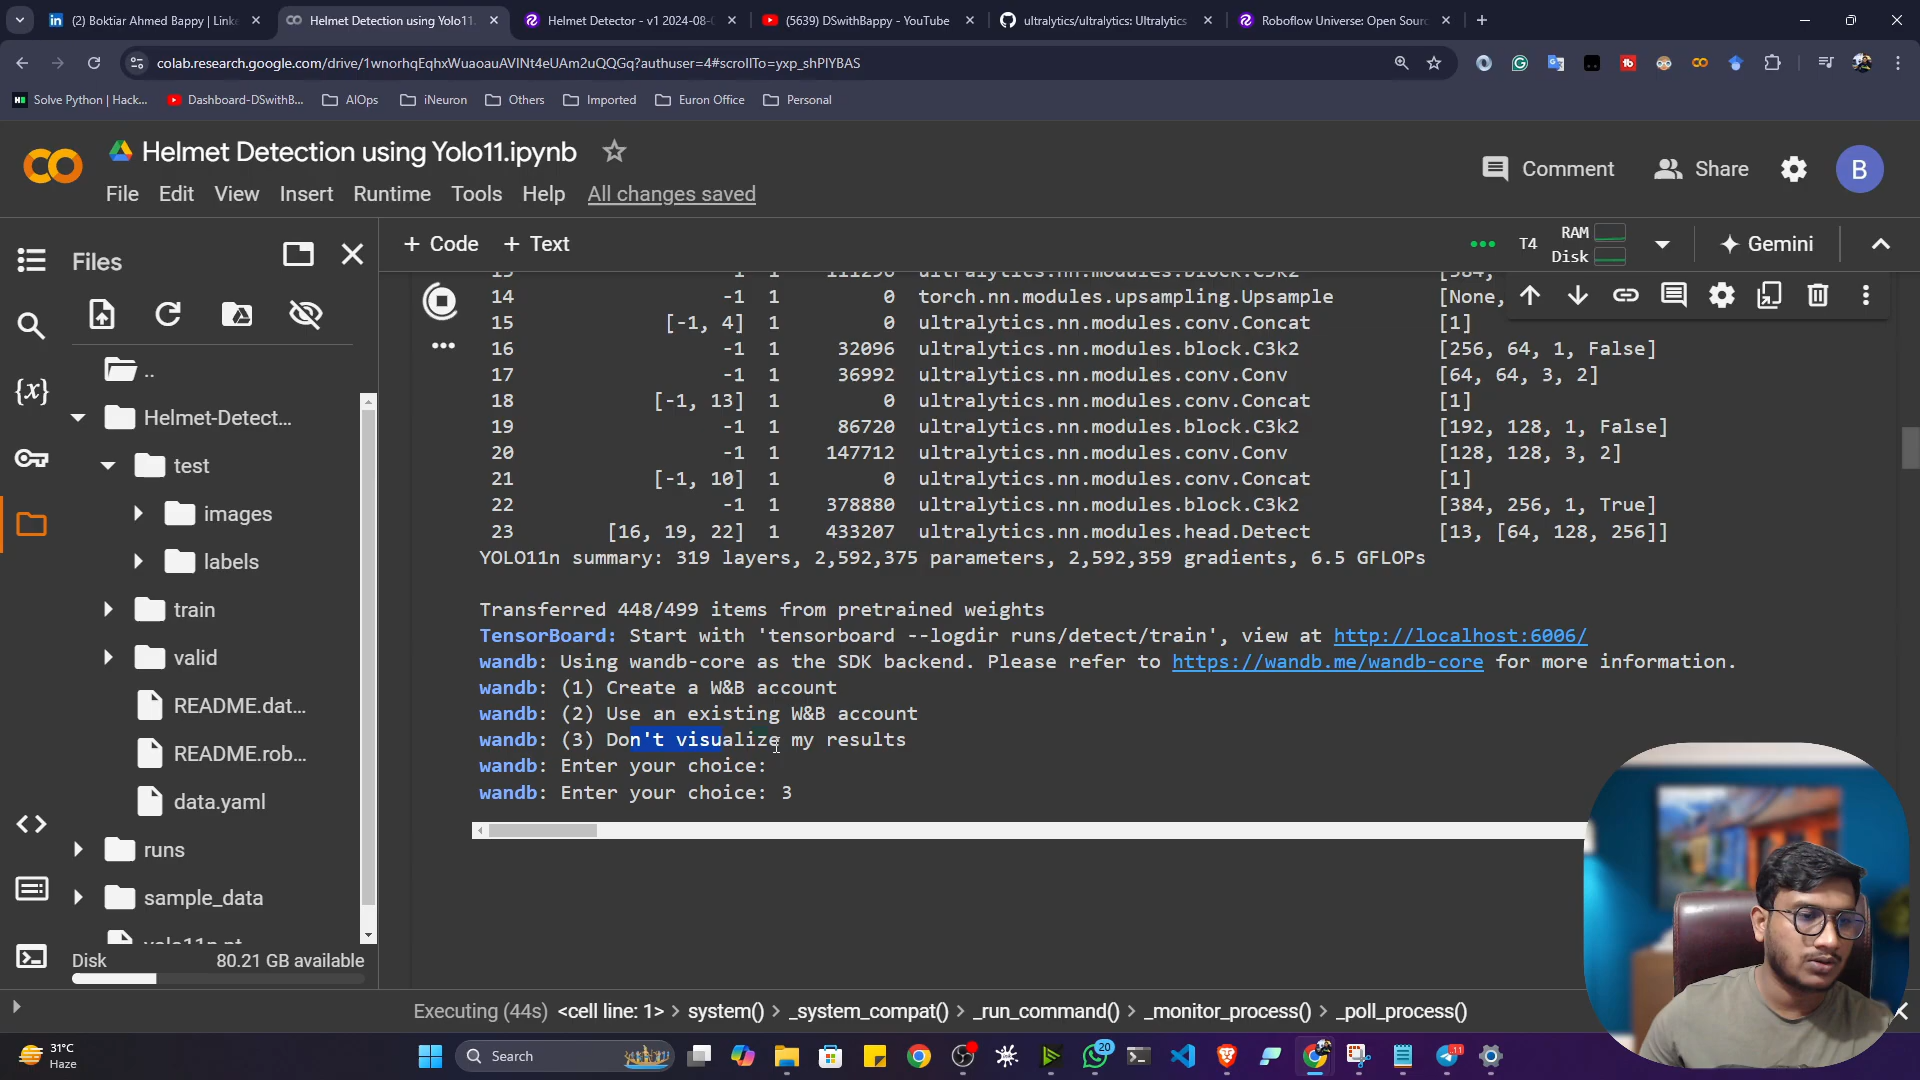 (2) Boktiar Ahmed Bappy | Linke
Helmet Detection using Yolo11.
Helmet Detector - v1 2024-08-0
(5639) DSwithBappy - YouTube
ultralytics/ultralytics: Ultralytics
Roboflow Universe: Open Sour
colab.research.google.com/drive/1wnorhqEqhxWuaoauAVINt4eUAm2uQQGq?authuser=4#scrollTo=yxp_shPlYBAS
Solve Python | Hack...
Dashboard-DSwithB...
AIOps
iNeuron
Others
Imported
Euron Office
Personal
Helmet Detection using Yolo11.ipynb
Comment
Share
B
File Edit View Insert Runtime Tools Help All changes saved
Files
+ Code + Text
T4
RAM
Disk
Gemini
14 -1 1 0 torch.nn.modules.upsampling.Upsample [None,
15 [-1, 4] 1 0 ultralytics.nn.modules.conv.Concat [1]
16 -1 1 32096 ultralytics.nn.modules.block.C3k2 [256, 64, 1, False]
17 -1 1 36992 ultralytics.nn.modules.conv.Conv [64, 64, 3, 2]
18 [-1, 13] 1 0 ultralytics.nn.modules.conv.Concat [1]
19 -1 1 86720 ultralytics.nn.modules.block.C3k2 [192, 128, 1, False]
20 -1 1 147712 ultralytics.nn.modules.conv.Conv [128, 128, 3, 2]
21 [-1, 10] 1 0 ultralytics.nn.modules.conv.Concat [1]
22 -1 1 378880 ultralytics.nn.modules.block.C3k2 [384, 256, 1, True]
23 [16, 19, 22] 1 433207 ultralytics.nn.modules.head.Detect [13, [64, 128, 256]]
YOLO11n summary: 319 layers, 2,592,375 parameters, 2,592,359 gradients, 6.5 GFLOPs
Transferred 448/499 items from pretrained weights
TensorBoard: Start with 'tensorboard --logdir runs/detect/train', view at http://localhost:6006/
wandb: Using wandb-core as the SDK backend. Please refer to https://wandb.me/wandb-core for more information.
wandb: (1) Create a W&B account
wandb: (2) Use an existing W&B account
wandb: (3) Don't visualize my results
wandb: Enter your choice:
wandb: Enter your choice: 3
..
Helmet-Detect...
test
images
labels
train
valid
README.dat...
README.rob...
data.yaml
runs
sample_data
Disk 80.21 GB available
Executing (44s) <cell line: 1> > system() > _system_compat() > _run_command() > _monitor_process() > _poll_process()
31°C
Haze
Search
20